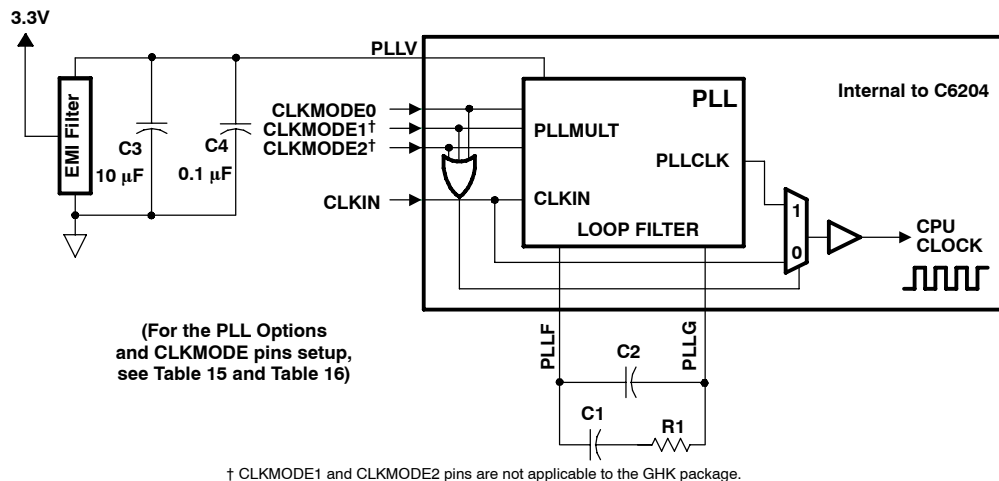 3.3V
PLLV
Internal to C6204
PLL
EMI Filter
C3
10 μF
C4
0.1 μF
CLKMODE0
CLKMODE1†
CLKMODE2†
PLLMULT
PLLCLK
CLKIN
CLKIN
LOOP FILTER
1
0
CPU
CLOCK
(For the PLL Options
and CLKMODE pins setup,
see Table 15 and Table 16)
PLLF
PLLG
C2
C1
R1
† CLKMODE1 and CLKMODE2 pins are not applicable to the GHK package.